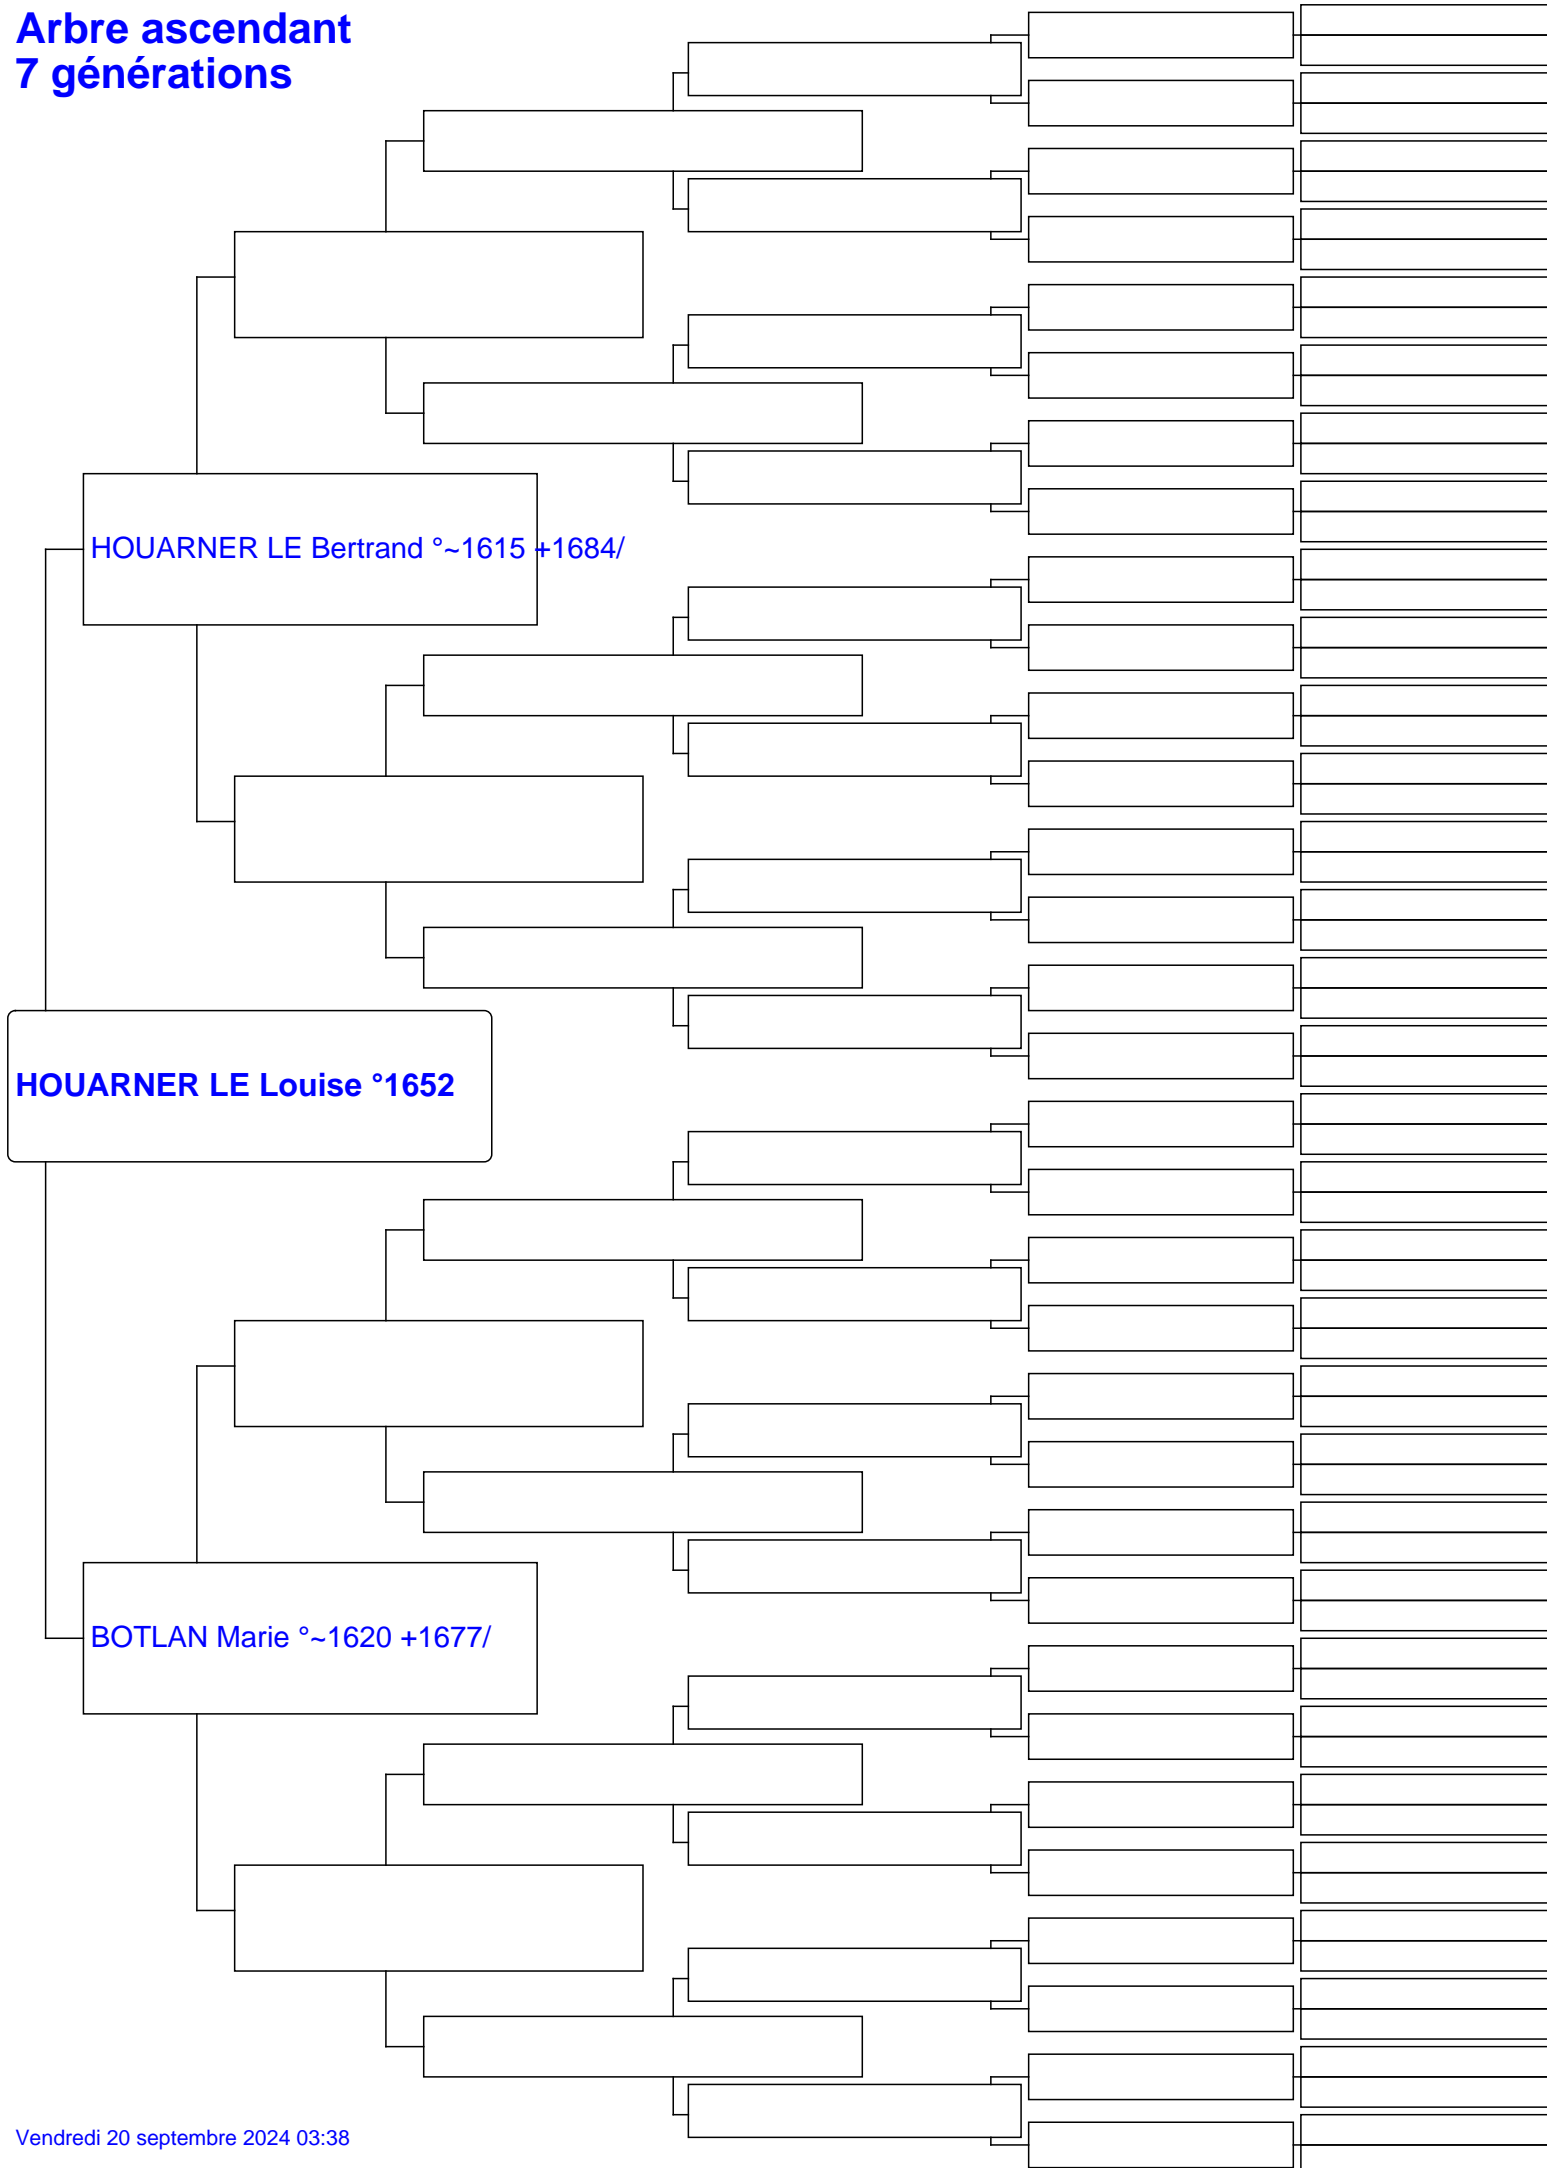 Arbre ascendant
7 générations
HOUARNER LE Bertrand °~1615 +1684/
HOUARNER LE Louise °1652
BOTLAN Marie °~1620 +1677/
Vendredi 20 septembre 2024 03:38